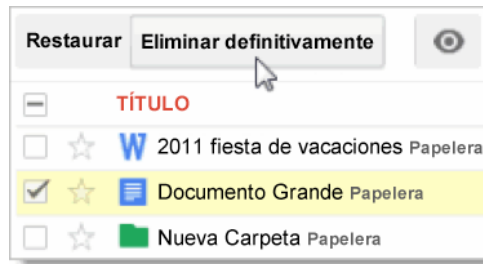 Restaurar Eliminar definitivamente
TÍTULO
2011 fiesta de vacaciones Papelera
Documento Grande Papelera
Nueva Carpeta Papelera